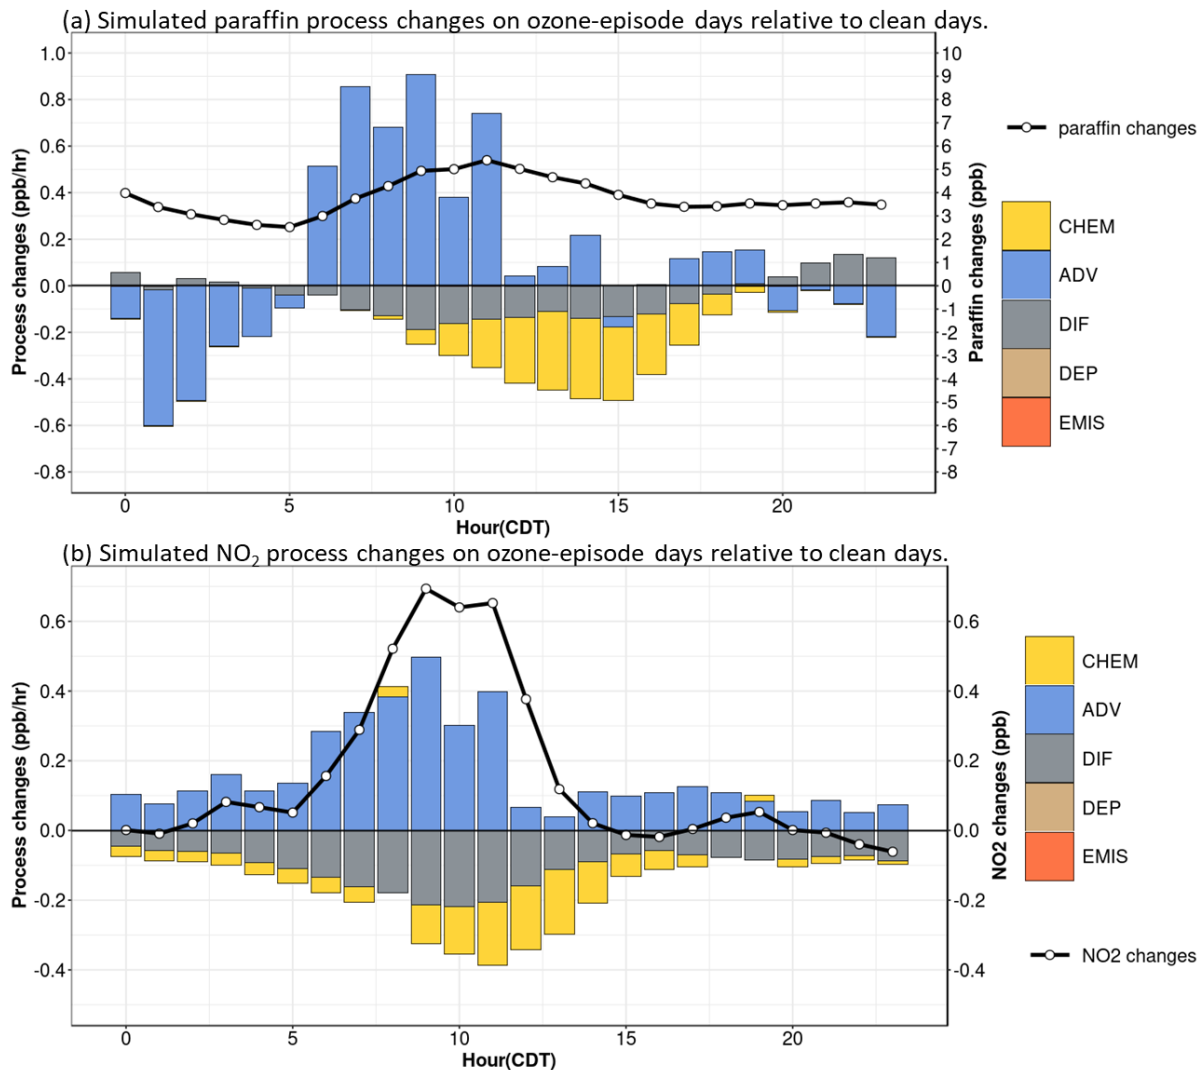 (a) Simulated paraffin process changes on ozone-episode days relative to clean days.
Process changes (ppb/hr)
1.0
0.8
0.6
0.4
0.2
0.0
-0.2
-0.4
-0.6
-0.8
0
5
10
15
20
Hour(CDT)
10
9
8
7
6
5
4
3
2
1
0
-1
-2
-3
-4
-5
-6
-7
-8
Paraffin changes (ppb)
paraffin changes
CHEM
ADV
DIF
DEP
EMIS
(b) Simulated NO₂ process changes on ozone-episode days relative to clean days.
Process changes (ppb/hr)
0.6
0.4
0.2
0.0
-0.2
-0.4
0
5
10
15
20
Hour(CDT)
0.6
0.4
0.2
0.0
-0.2
-0.4
NO2 changes (ppb)
CHEM
ADV
DIF
DEP
EMIS
NO2 changes